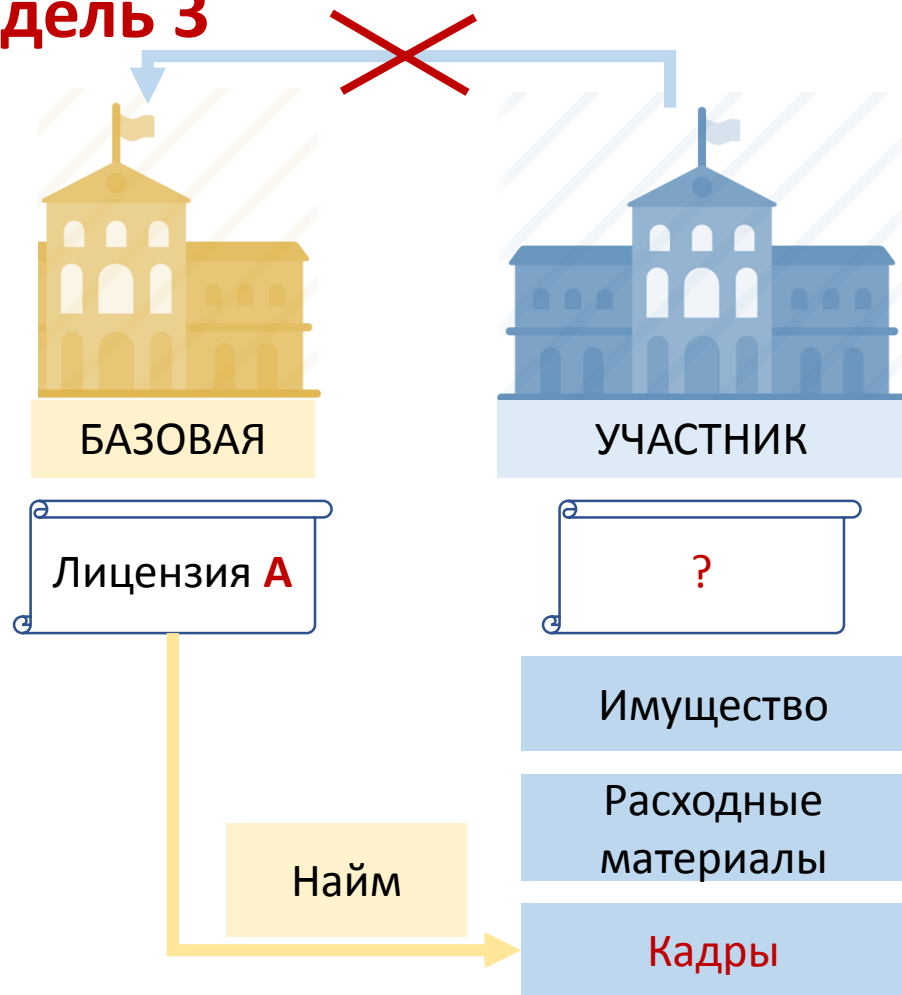 дель 3
БАЗОВАЯ
УЧАСТНИК
Лицензия А
?
Имущество
Расходные
материалы
Найм
Кадры